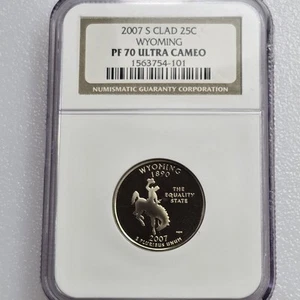 2007 S CLAD 25C
WYOMING
PF 70 ULTRA CAMEO
1563754-101
NUMISMATIC GUARANTY CORPORATION
WYOMING
1890
THE
EQUALITY
STATE
2007
E PLURIBUS UNUM